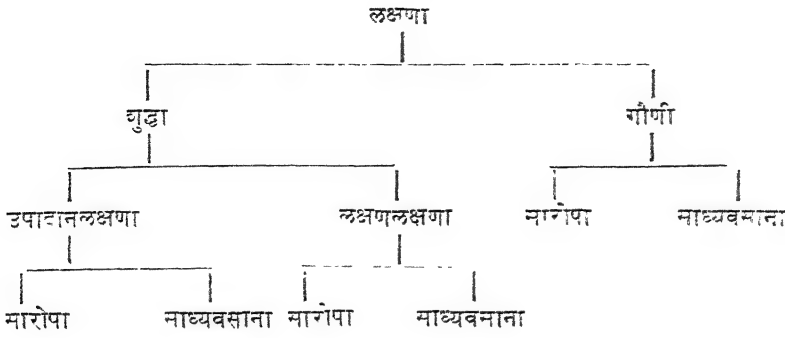 लक्षणा
शुद्धा गौणी
उपादानलक्षणा लक्षणलक्षणा सारोपा साध्यवसाना
सारोपा साध्यवसाना सारोपा साध्यवसाना